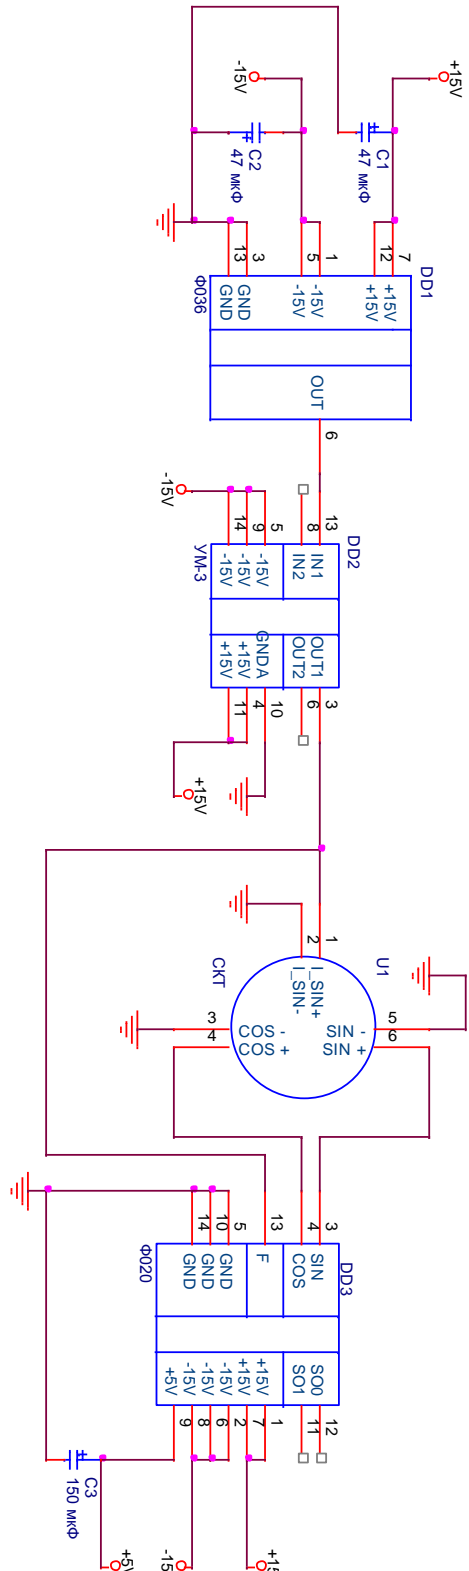 +15V
-15V
C1
47 мкФ
C2
47 мкФ
DD1
7
12
1
5
3
13
+15V
+15V
-15V
-15V
GND
GND
OUT
Ф036
6
-15V
DD2
13
8
5
9
14
IN1
IN2
-15V
-15V
-15V
УМ-3
OUT1
OUT2
GNDA
+15V
+15V
3
6
10
4
11
+15V
U1
1
2
I_SIN+
I_SIN-
СКТ
3
4
COS -
COS +
SIN -
SIN +
5
6
DD3
3
4
13
5
10
14
SIN
COS
F
GND
GND
GND
Ф020
SO0
SO1
+15V
+15V
-15V
-15V
-15V
+5V
12
11
1
7
2
6
8
9
C3
150 мкФ
+5V
-15
+15